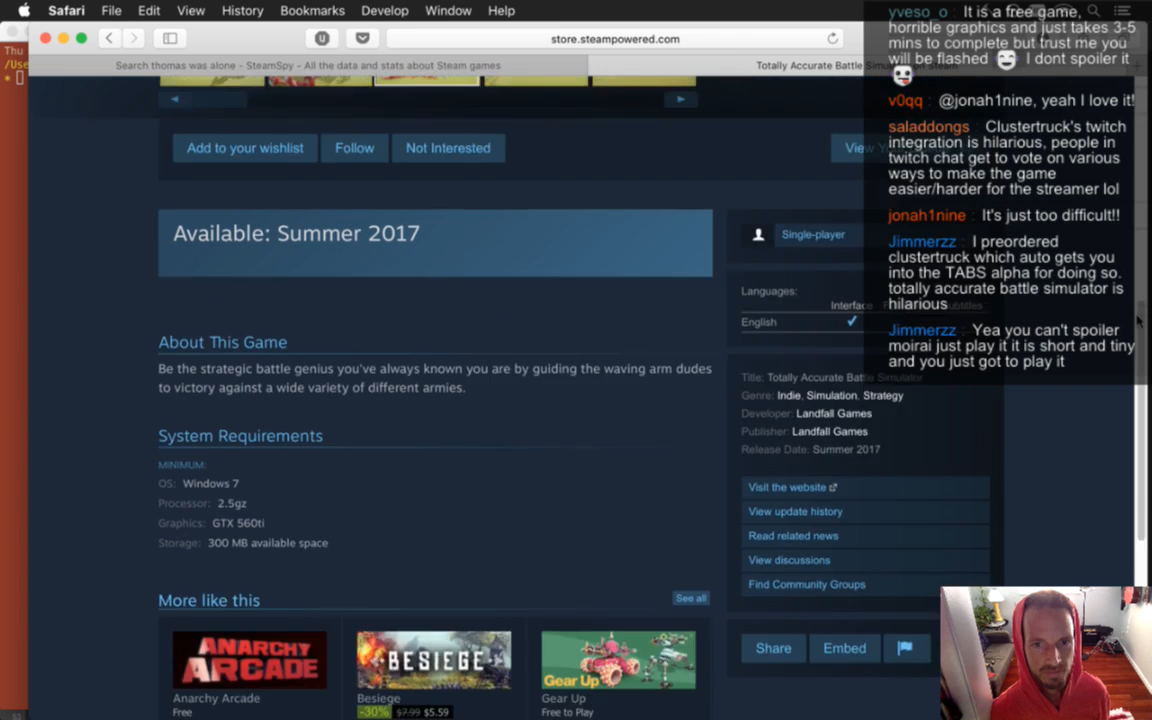 Safari File Edit View History Bookmarks Develop Window Help
store.steampowered.com
Search thomas was alone - SteamSpy - All the data and stats about Steam games
Totally Accurate Battle Simulation on Steam
Thu
/Use
*
Add to your wishlist Follow Not Interested
View
Available: Summer 2017
Single-player
Languages:
Interface
English
About This Game
Be the strategic battle genius you've always known you are by guiding the waving arm dudes
to victory against a wide variety of different armies.
System Requirements
MINIMUM:
OS: Windows 7
Processor: 2.5gz
Graphics: GTX 560ti
Storage: 300 MB available space
Title: Totally Accurate Battle Simulator
Genre: Indie, Simulation, Strategy
Developer: Landfall Games
Publisher: Landfall Games
Release Date: Summer 2017
Visit the website
View update history
Read related news
View discussions
Find Community Groups
Share Embed
More like this
See all
ANARCHY
ARCADE
BESIEGE
Gear Up
Anarchy Arcade
Free
Besiege
-30% $7.99 $5.59
Gear Up
Free to Play
yveso_o : It is a free game,
horrible graphics and just takes 3-5
mins to complete but trust me you
will be flashed I dont spoiler it
v0qq : @jonah1nine, yeah I love it!
saladdongs : Clustertruck's twitch
integration is hilarious, people in
twitch chat get to vote on various
ways to make the game
easier/harder for the streamer lol
jonah1nine : It's just too difficult!!
Jimmerzz : I preordered
clustertruck which auto gets you
into the TABS alpha for doing so.
totally accurate battle simulator is
hilarious
Jimmerzz : Yea you can't spoiler
moirai just play it it is short and tiny
and you just got to play it